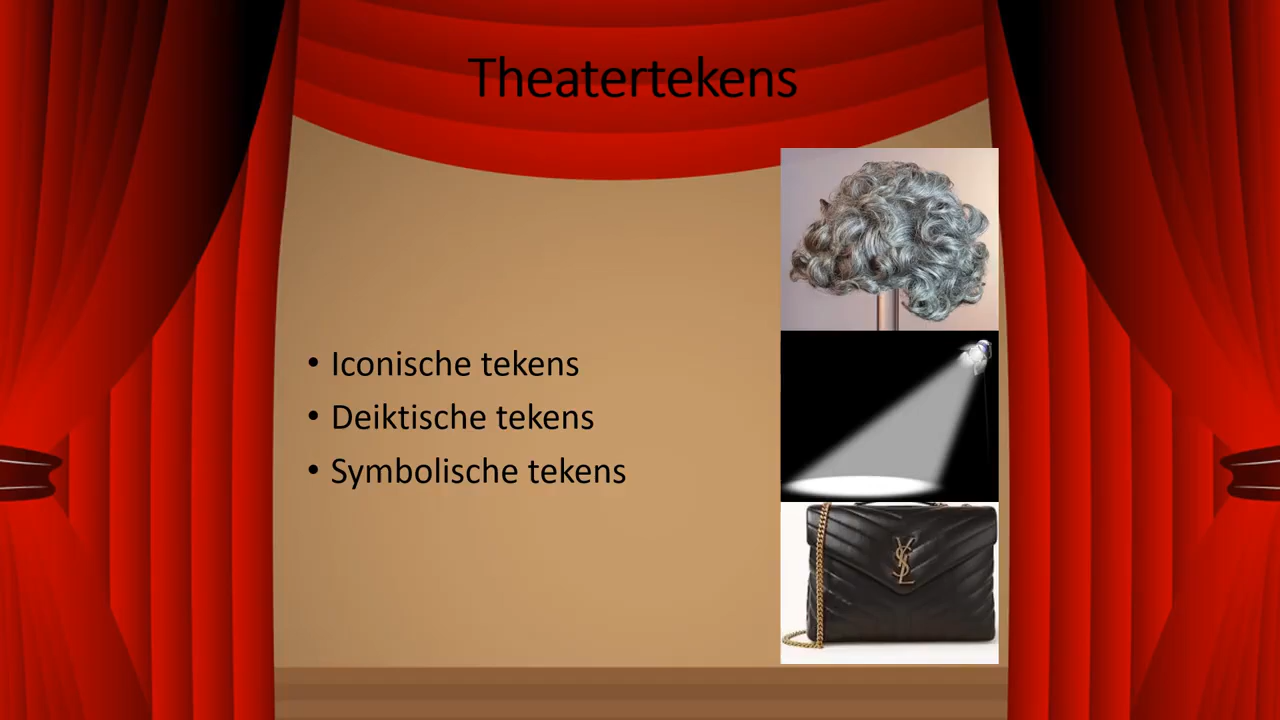 Theatertekens
• Iconische tekens
• Deiktische tekens
• Symbolische tekens
YSL